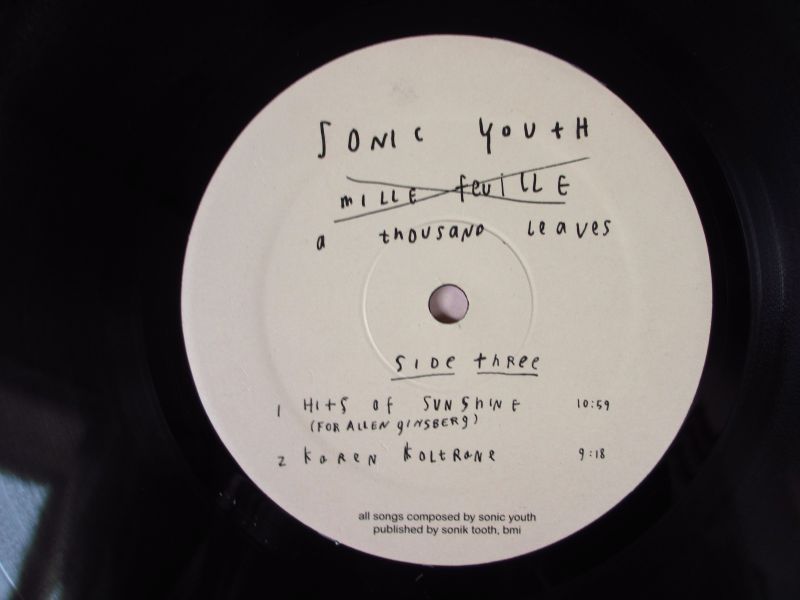 SONIC YOUTH
MILLE FEUILLE
a thousand leaves
SIDE three
1 HITS OF SUNSHINE 10:59
(FOR ALLEN GINSBERG)
2 KAREN KOLTRANE 9:18
all songs composed by sonic youth
published by sonik tooth, bmi